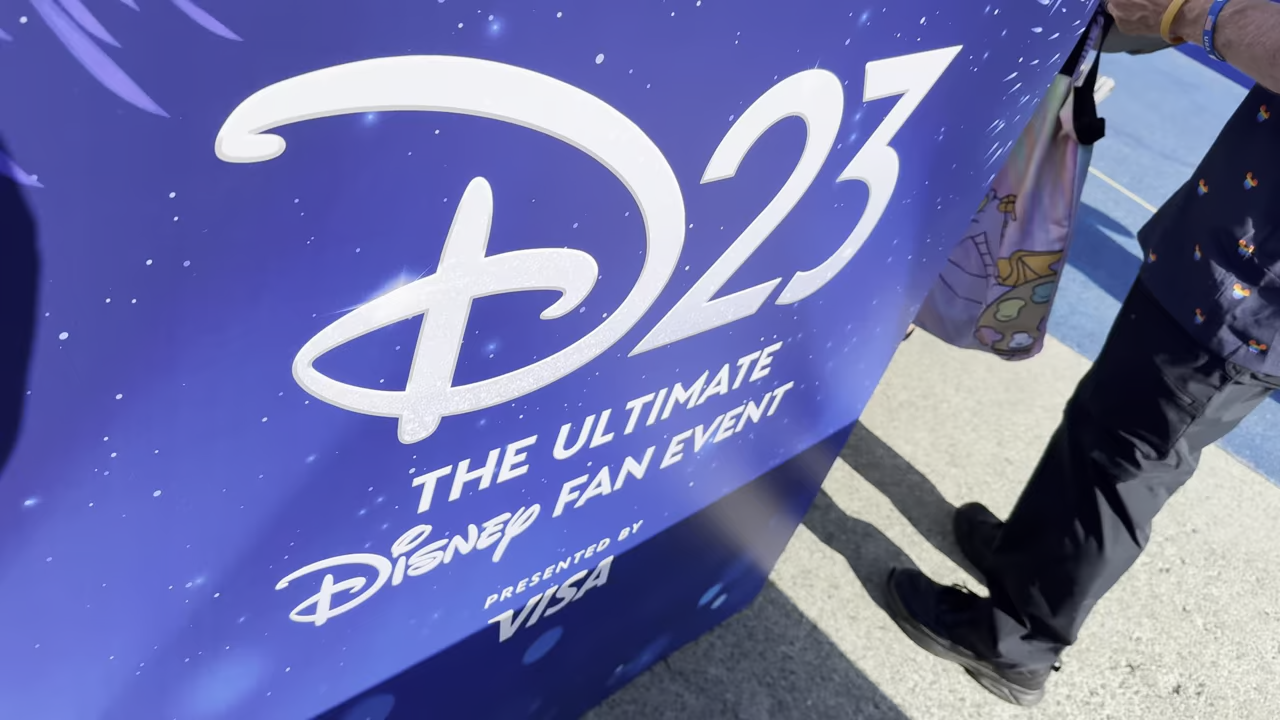 D23
THE ULTIMATE
DISNEY FAN EVENT
PRESENTED BY
VISA